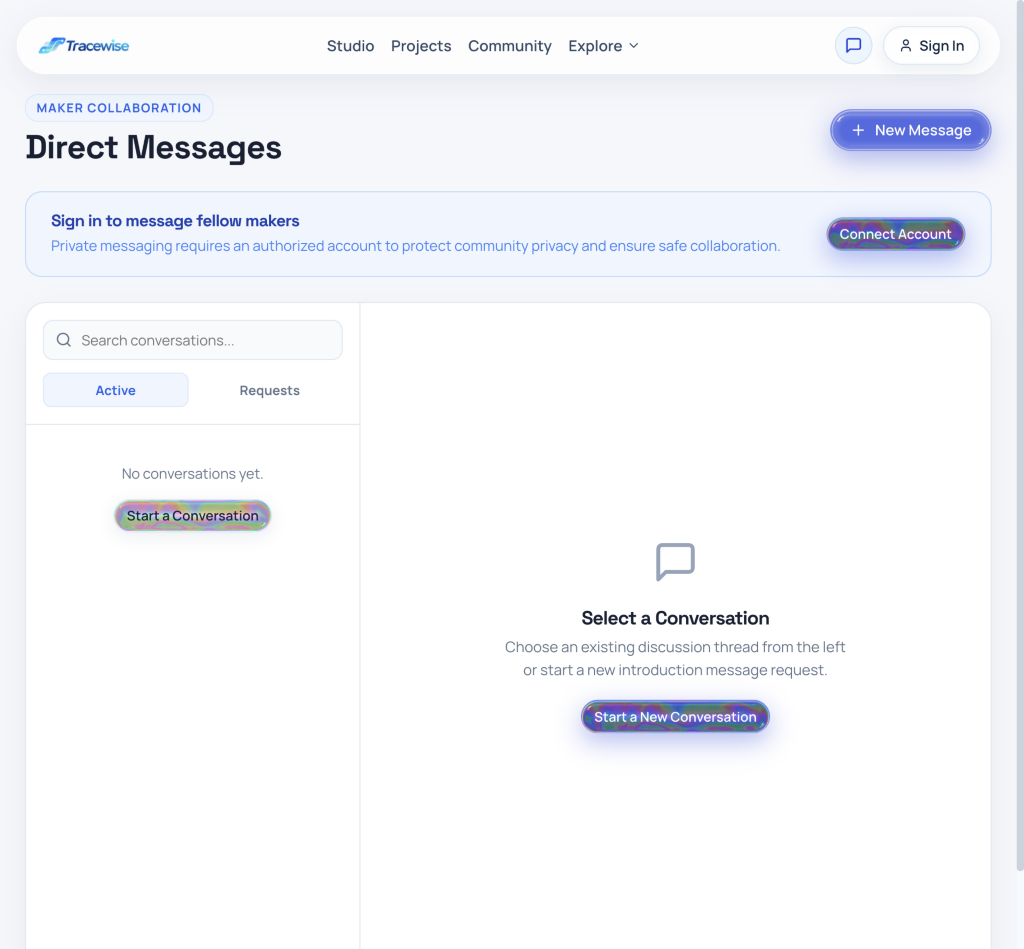 Tracewise
Studio
Projects
Community
Explore
Sign In
MAKER COLLABORATION
Direct Messages
New Message
Sign in to message fellow makers
Private messaging requires an authorized account to protect community privacy and ensure safe collaboration.
Connect Account
Search conversations...
Active
Requests
No conversations yet.
Start a Conversation
Select a Conversation
Choose an existing discussion thread from the left
or start a new introduction message request.
Start a New Conversation